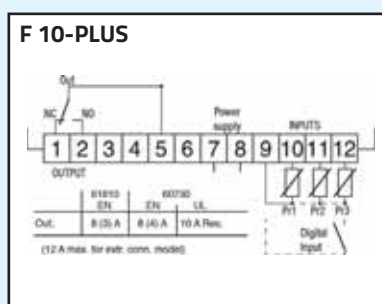 F 10-PLUS
Out
NC NO
Power supply
INPUTS
1 2 3 4 5 6 7 8 9 10 11 12
OUTPUT
Pr1 Pr2 Pr3
61810 60730
EN EN UL
Out. 8 (3) A 8 (4) A 10 A Res.
Digital Input
(12 A max. for extr. conn. model)